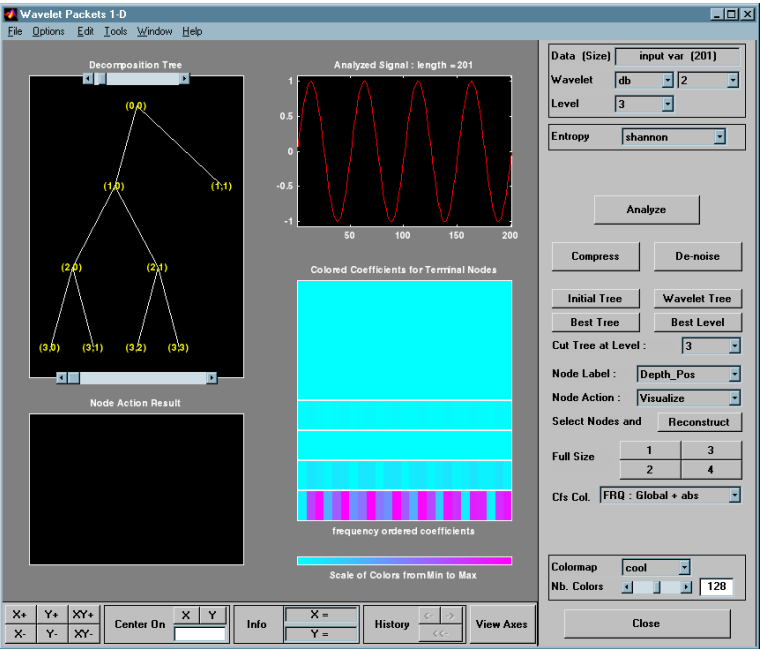 Wavelet Packets 1-D
File Options Edit Tools Window Help
Decomposition Tree
(0,0)
(1,0) (1,1)
(2,0) (2,1)
(3,0) (3,1) (3,2) (3,3)
Node Action Result
Analyzed Signal : length = 201
1
0.5
0
-0.5
-1
50 100 150 200
Colored Coefficients for Terminal Nodes
frequency ordered coefficients
Scale of Colors from Min to Max
Data (Size) input var (201)
Wavelet db 2
Level 3
Entropy shannon
Analyze
Compress De-noise
Initial Tree Wavelet Tree
Best Tree Best Level
Cut Tree at Level : 3
Node Label : Depth_Pos
Node Action : Visualize
Select Nodes and Reconstruct
Full Size 1 3
2 4
Cfs Col. FRQ : Global + abs
Colormap cool
Nb. Colors 128
Close
X+ Y+ XY+
X- Y- XY-
Center On X Y
Info X =
Y =
History <- ->
<<-
View Axes